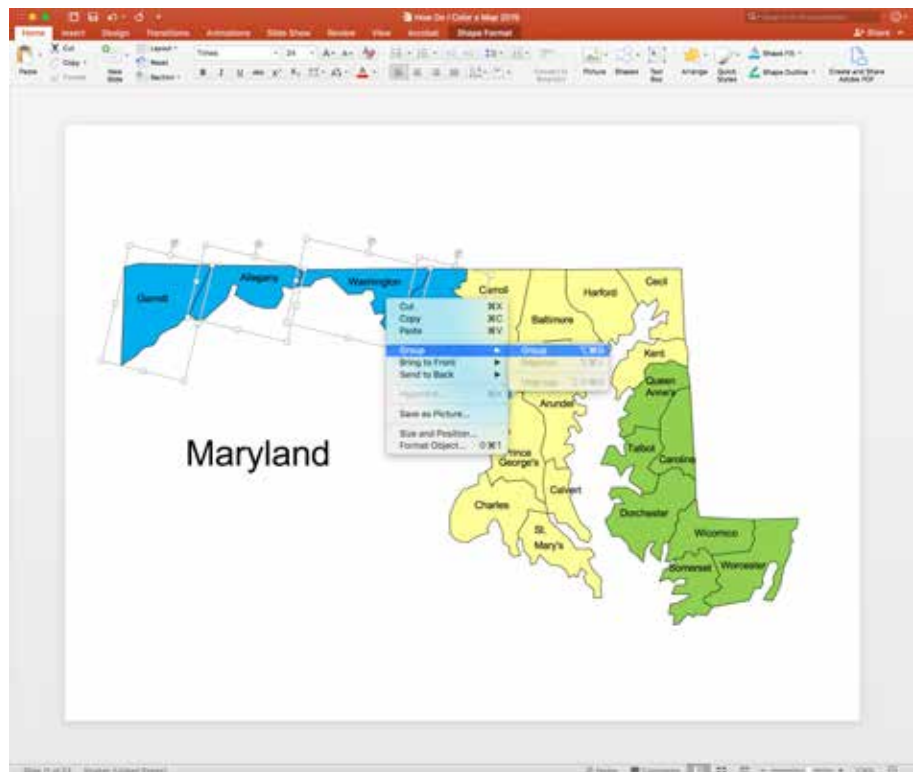 How Do I Color a Map 2016
Home Insert Design Transitions Animations Slide Show Review View Acrobat Shape Format
Share
Cut Layout Times 24 Shape Fill
Copy Reset
Paste New Slide Section Picture Shapes Text Box Arrange Quick Styles Shape Outline Create and Share Adobe PDF
Garrett
Allegany
Washington
Carroll
Harford
Cecil
Baltimore
Kent
Queen
Anne's
Arundel
Talbot
Caroline
Prince
George's
Calvert
Charles
St.
Mary's
Dorchester
Wicomico
Somerset
Worcester
Cut ⌘X
Copy ⌘C
Paste ⌘V
Group
Bring to Front
Send to Back
Save as Picture...
Size and Position...
Format Object... ⇧⌘1
Group ⌥⌘G
Maryland